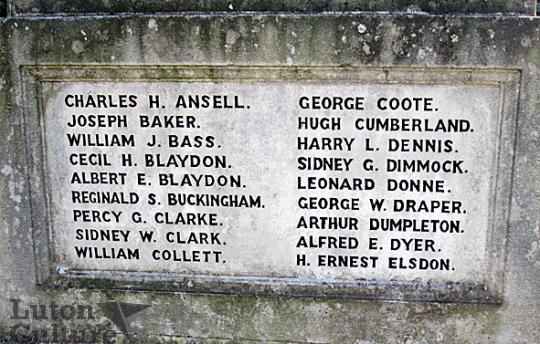 CHARLES H. ANSELL.
JOSEPH BAKER.
WILLIAM J. BASS.
CECIL H. BLAYDON.
ALBERT E. BLAYDON.
REGINALD S. BUCKINGHAM.
PERCY G. CLARKE.
SIDNEY W. CLARK.
WILLIAM COLLETT.
GEORGE COOTE.
HUGH CUMBERLAND.
HARRY L. DENNIS.
SIDNEY G. DIMMOCK.
LEONARD DONNE.
GEORGE W. DRAPER.
ARTHUR DUMPLETON.
ALFRED E. DYER.
H. ERNEST ELSDON.
Luton
Culture